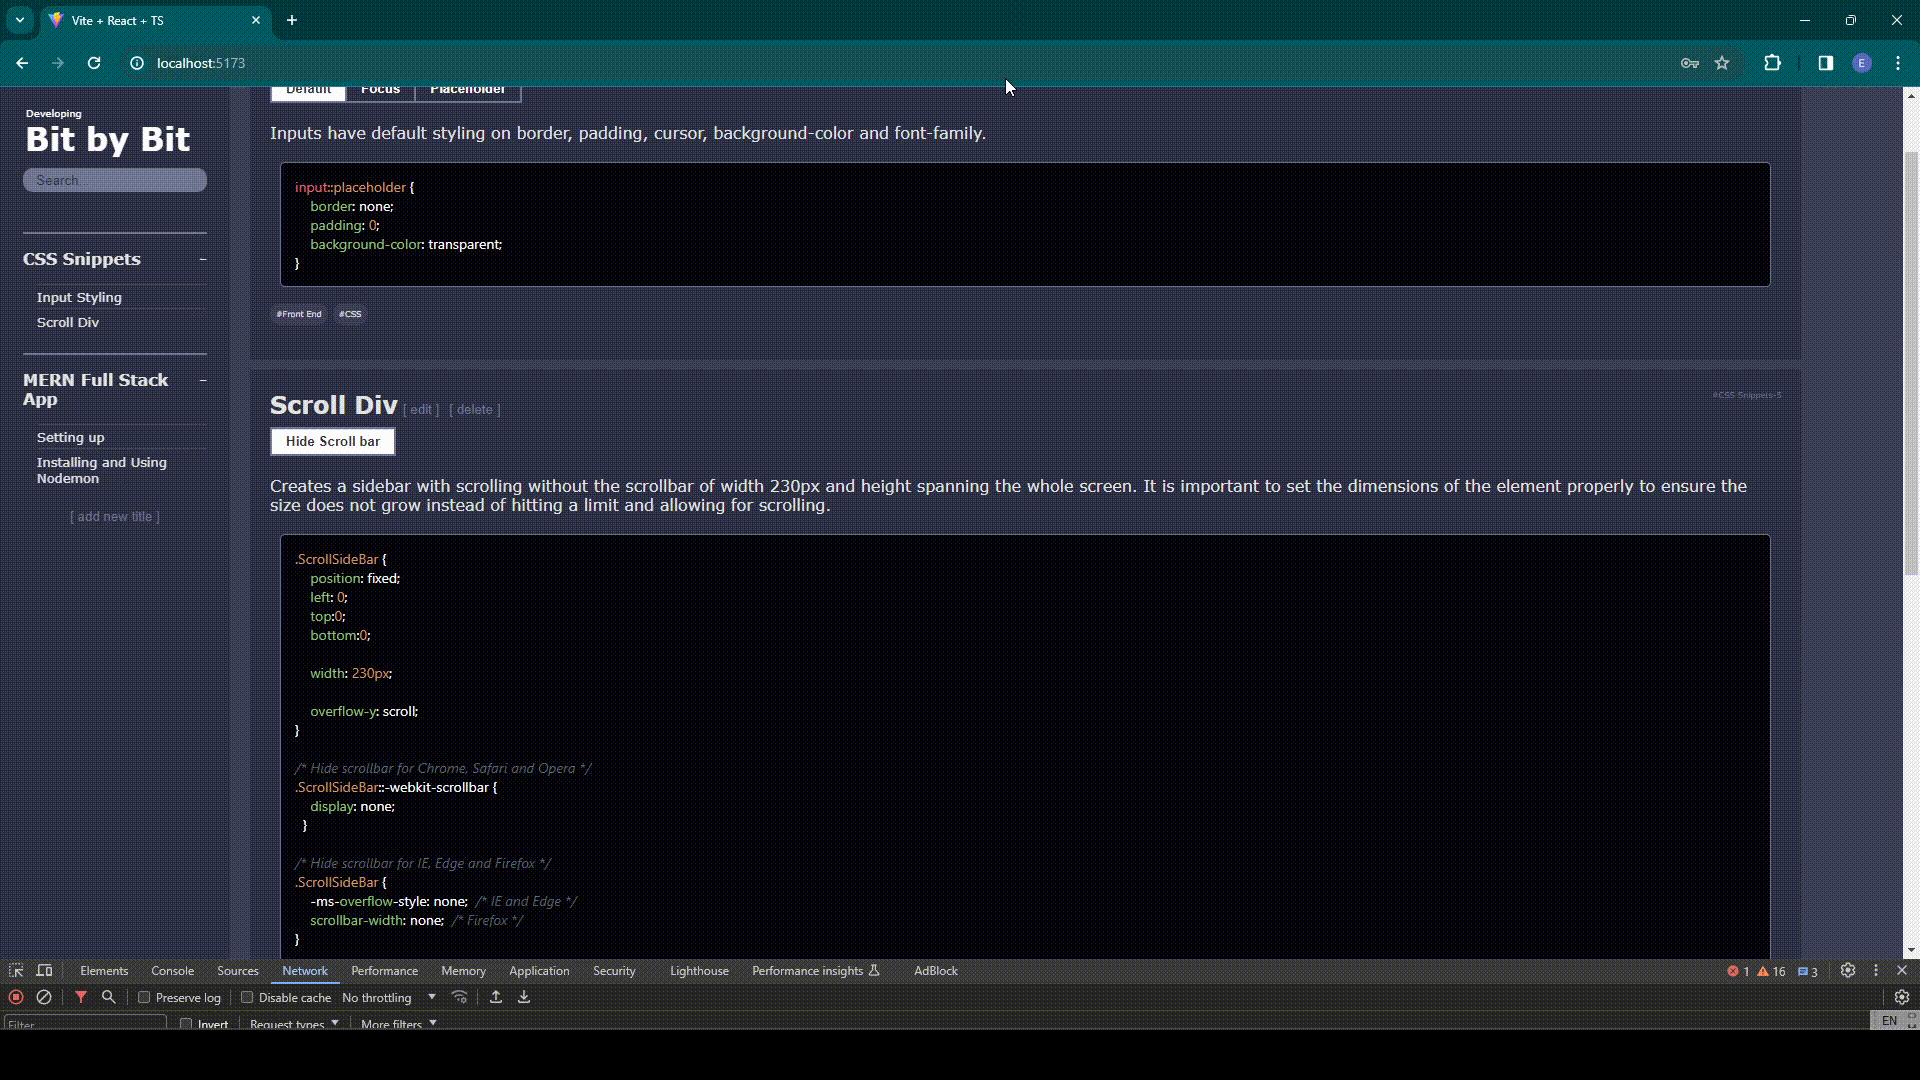 Vite + React + TS
localhost:5173
E
Developing
Bit by Bit
Search...
CSS Snippets -
Input Styling
Scroll Div
MERN Full Stack -
App
Setting up
Installing and Using
Nodemon
[ add new title ]
Default Focus Placeholder
Inputs have default styling on border, padding, cursor, background-color and font-family.
input::placeholder {
border: none;
padding: 0;
background-color: transparent;
}
#Front End #CSS
Scroll Div [ edit ] [ delete ]
#CSS Snippets-5
Hide Scroll bar
Creates a sidebar with scrolling without the scrollbar of width 230px and height spanning the whole screen. It is important to set the dimensions of the element properly to ensure the
size does not grow instead of hitting a limit and allowing for scrolling.
.ScrollSideBar {
position: fixed;
left: 0;
top:0;
bottom:0;
width: 230px;
overflow-y: scroll;
}
/* Hide scrollbar for Chrome, Safari and Opera */
.ScrollSideBar::-webkit-scrollbar {
display: none;
}
/* Hide scrollbar for IE, Edge and Firefox */
.ScrollSideBar {
-ms-overflow-style: none; /* IE and Edge */
scrollbar-width: none; /* Firefox */
}
Elements Console Sources Network Performance Memory Application Security Lighthouse Performance insights AdBlock 1 16 3
Preserve log Disable cache No throttling
Filter Invert Request types More filters
EN